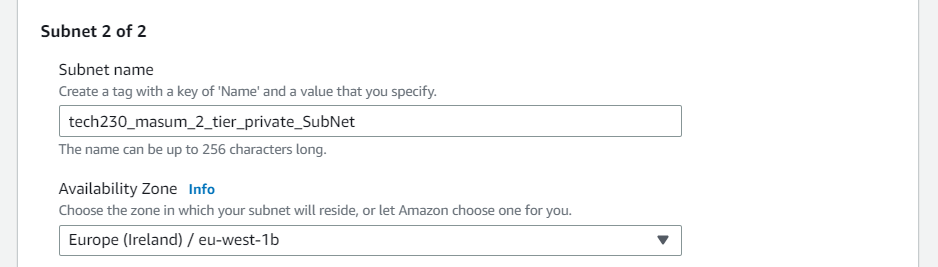 Subnet 2 of 2
Subnet name
Create a tag with a key of 'Name' and a value that you specify.
tech230_masum_2_tier_private_SubNet
The name can be up to 256 characters long.
Availability Zone Info
Choose the zone in which your subnet will reside, or let Amazon choose one for you.
Europe (Ireland) / eu-west-1b